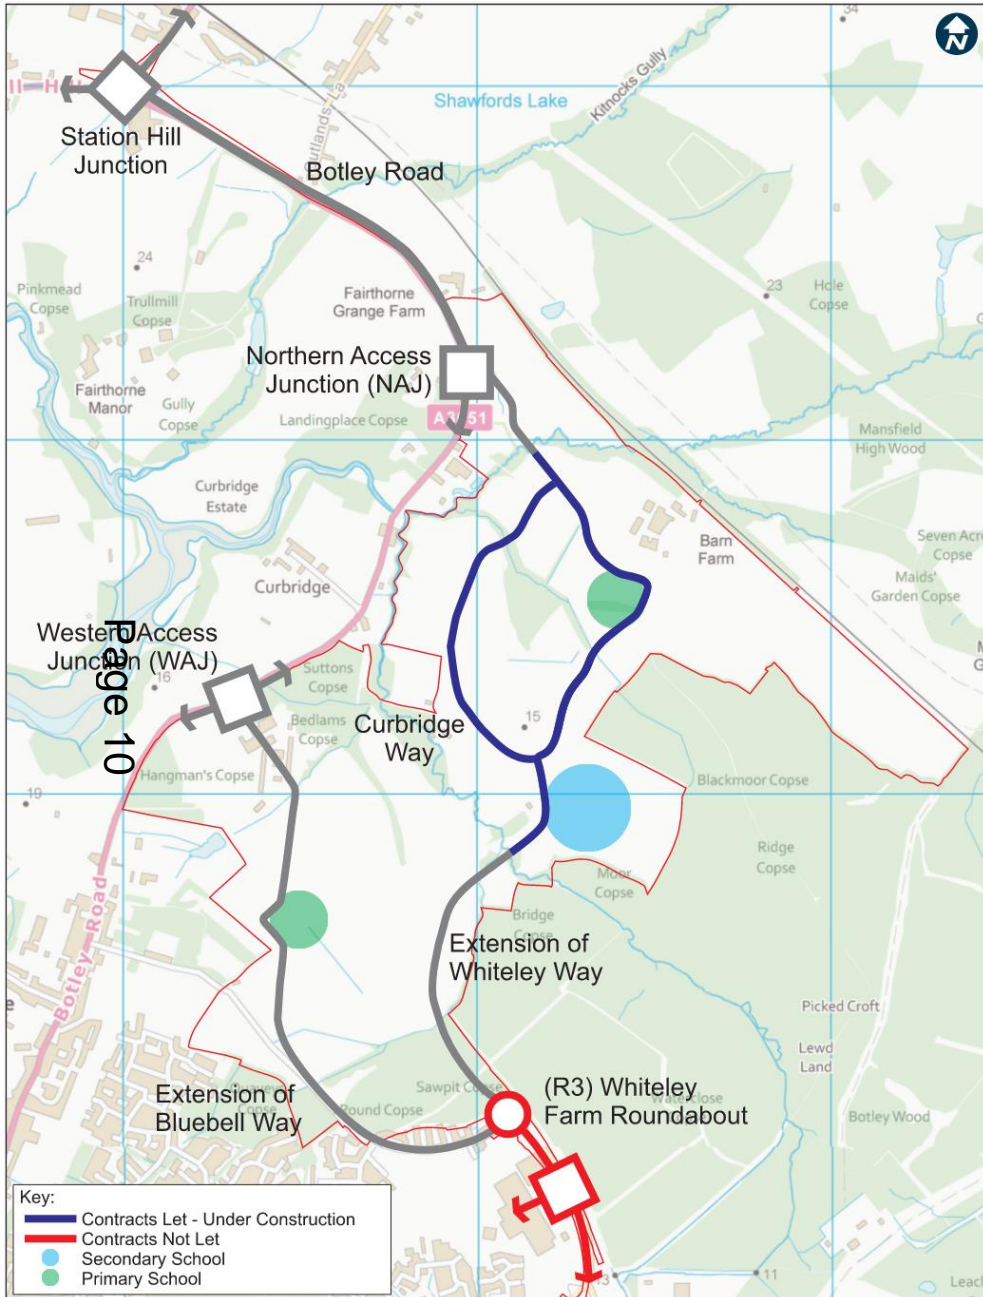 34
N
Kitnocks Gully
Shawfords Lake
Station Hill
Junction
Botley Road
24
Pinkmead
Copse
Trullmill
Copse
Fairthorne
Grange Farm
23
Hole
Copse
Northern Access
Junction (NAJ)
Fairthorne
Manor
Gully
Copse
Landingplace Copse
Mansfield
High Wood
Curbridge
Estate
Barn
Farm
Seven Acre
Copse
Maids'
Garden Copse
Curbridge
Western Access
Junction (WAJ)
Page 10
16
Suttons
Copse
Bedlams
Copse
Curbridge
Way
15
Hangman's Copse
Blackmoor Copse
19
Ridge
Copse
Moor
Copse
Botley Road
Bridge
Extension of
Whiteley Way
Picked Croft
Lewd
Land
Sawpit
(R3) Whiteley
Farm Roundabout
Extension of
Bluebell Way
Round Copse
Botley Wood
Key:
Contracts Let - Under Construction
Contracts Not Let
Secondary School
Primary School
13
11